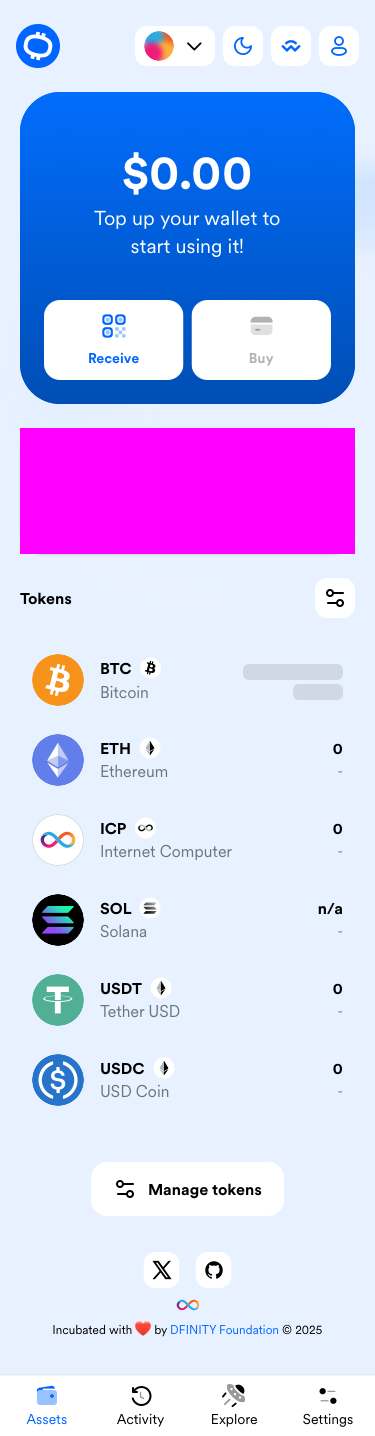 $0.00
Top up your wallet to
start using it!
Receive
Buy
Tokens
BTC
Bitcoin
ETH
0
Ethereum
-
ICP
0
Internet Computer
-
SOL
n/a
Solana
-
USDT
0
Tether USD
-
USDC
0
USD Coin
-
Manage tokens
Incubated with ❤️ by DFINITY Foundation © 2025
Assets
Activity
Explore
Settings